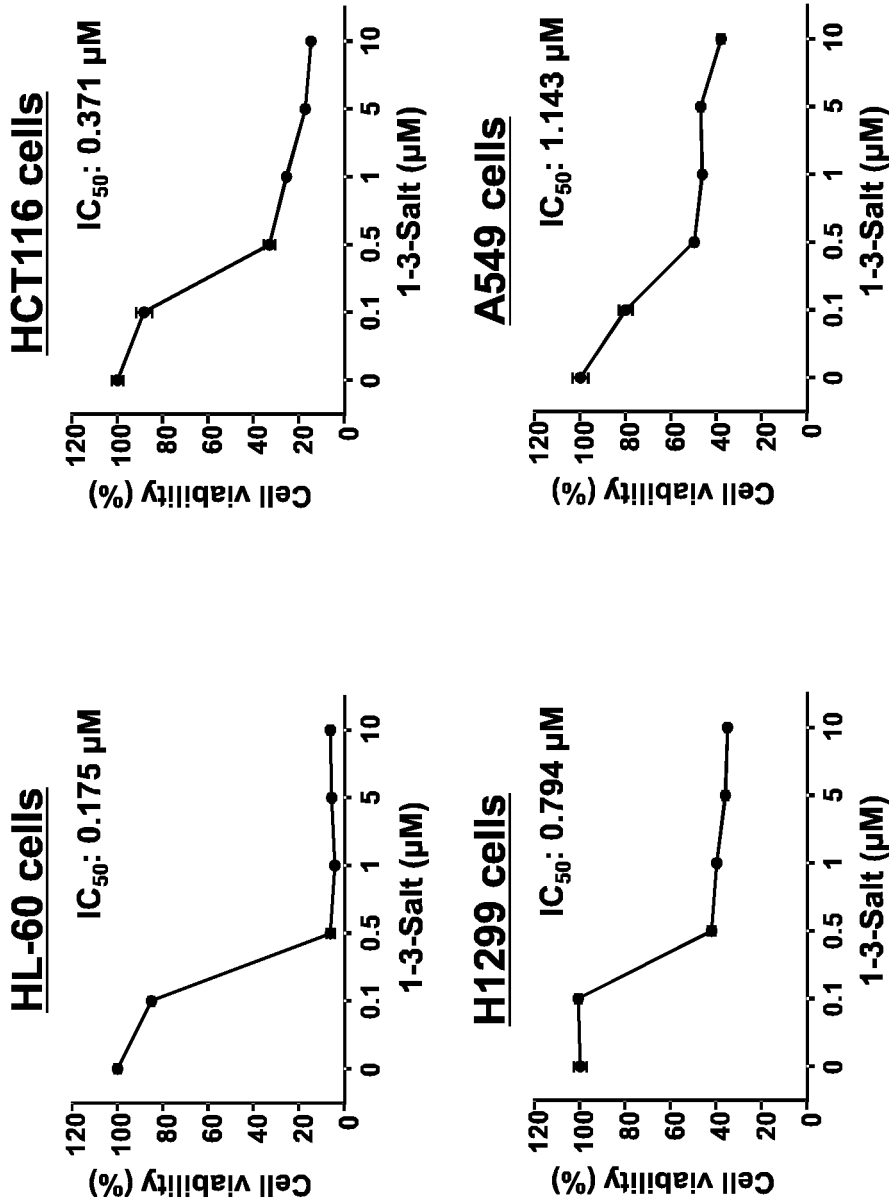 HL-60 cells
IC₅₀: 0.175 µM
Cell viability (%)
120
100
80
60
40
20
0
0 0.1 0.5 1 5 10
1-3-Salt (µM)
HCT116 cells
IC₅₀: 0.371 µM
Cell viability (%)
120
100
80
60
40
20
0
0 0.1 0.5 1 5 10
1-3-Salt (µM)
H1299 cells
IC₅₀: 0.794 µM
Cell viability (%)
120
100
80
60
40
20
0
0 0.1 0.5 1 5 10
1-3-Salt (µM)
A549 cells
IC₅₀: 1.143 µM
Cell viability (%)
120
100
80
60
40
20
0
0 0.1 0.5 1 5 10
1-3-Salt (µM)